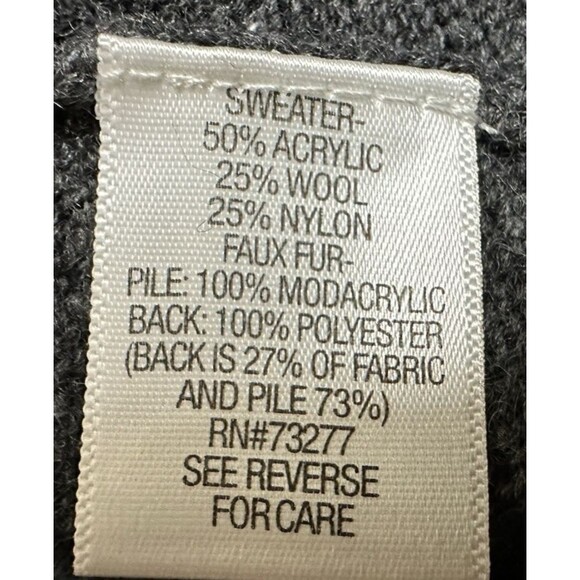 SWEATER-
50% ACRYLIC
25% WOOL
25% NYLON
FAUX FUR-
PILE: 100% MODACRYLIC
BACK: 100% POLYESTER
(BACK IS 27% OF FABRIC
AND PILE 73%)
RN#73277
SEE REVERSE
FOR CARE